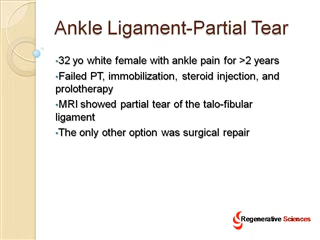 Ankle Ligament-Partial Tear
•32 yo white female with ankle pain for >2 years
•Failed PT, immobilization, steroid injection, and
prolotherapy
•MRI showed partial tear of the talo-fibular
ligament
•The only other option was surgical repair
Regenerative Sciences